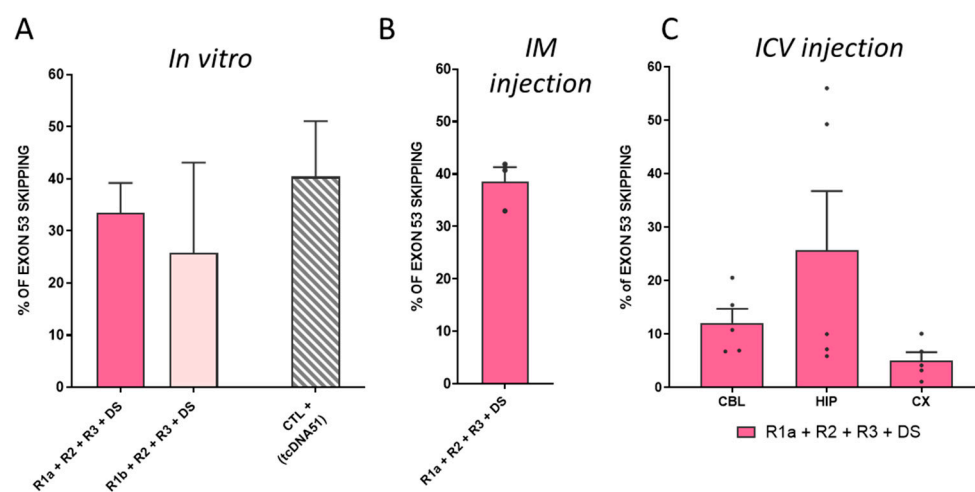 A
In vitro
% OF EXON 53 SKIPPING
60
50
40
30
20
10
0
R1a + R2 + R3 + DS
R1b + R2 + R3 + DS
CTL +
(tcDNA51)
B
IM
injection
% OF EXON 53 SKIPPING
60
50
40
30
20
10
0
R1a + R2 + R3 + DS
C
ICV injection
% of EXON 53 SKIPPING
60
50
40
30
20
10
0
CBL
HIP
CX
R1a + R2 + R3 + DS